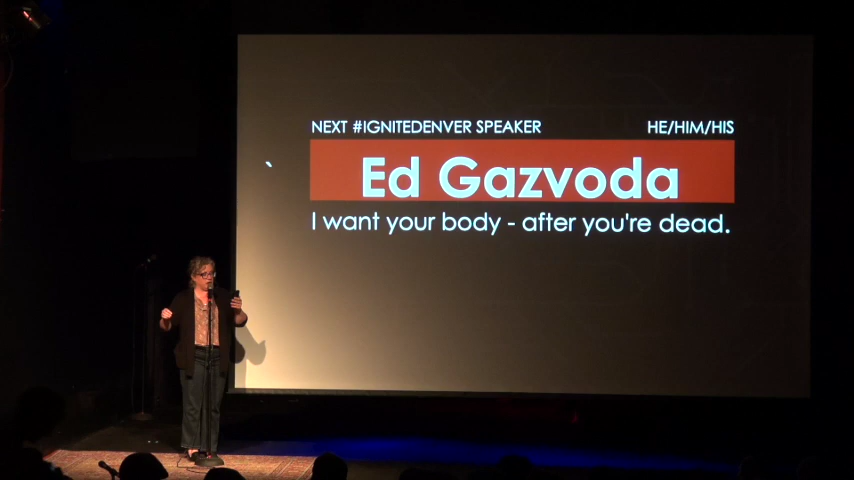 NEXT #IGNITEDENVER SPEAKER HE/HIM/HIS
Ed Gazvoda
I want your body - after you're dead.